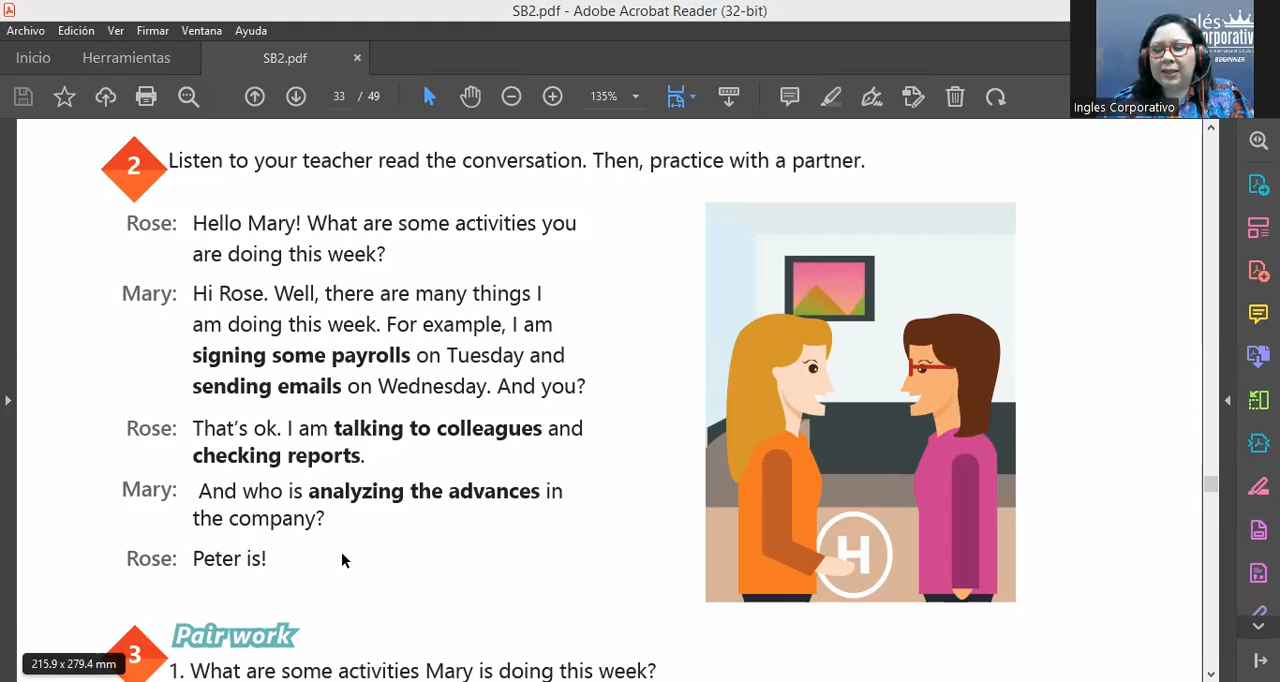 SB2.pdf - Adobe Acrobat Reader (32-bit)
Archivo Edición Ver Firmar Ventana Ayuda
Inicio Herramientas SB2.pdf ×
33 / 49 135%
Inglés
Corporativo
BEGINNER
Ingles Corporativo
2 Listen to your teacher read the conversation. Then, practice with a partner.
Rose: Hello Mary! What are some activities you
are doing this week?
Mary: Hi Rose. Well, there are many things I
am doing this week. For example, I am
signing some payrolls on Tuesday and
sending emails on Wednesday. And you?
Rose: That's ok. I am talking to colleagues and
checking reports.
Mary: And who is analyzing the advances in
the company?
Rose: Peter is!
H
Pair work
3
1. What are some activities Mary is doing this week?
215.9 x 279.4 mm